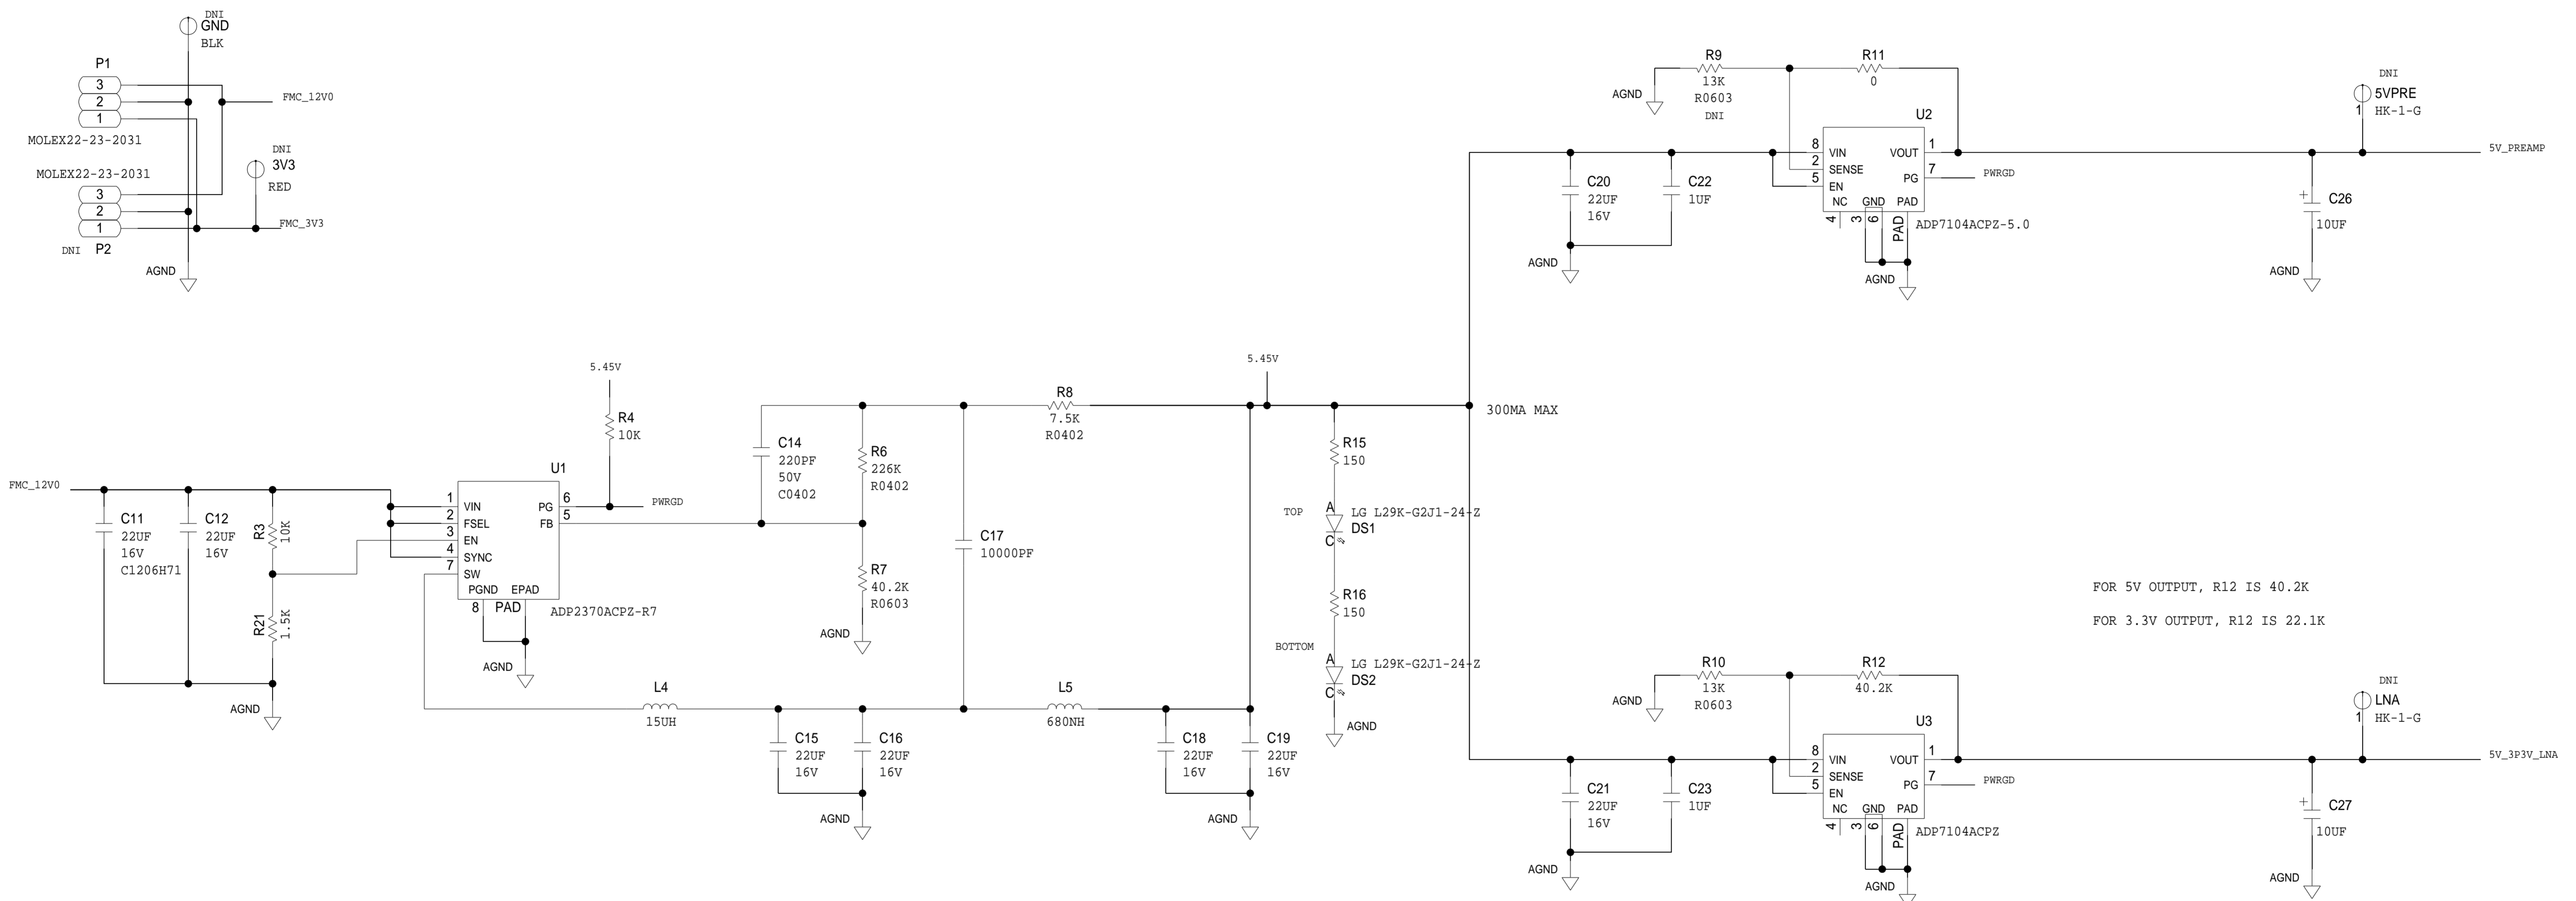 DNI
GND
BLK
P1
3
2
1
FMC_12V0
MOLEX22-23-2031
DNI
3V3
RED
MOLEX22-23-2031
3
2
1
FMC_3V3
DNI P2
AGND
FMC_12V0
C11
22UF
16V
C1206H71
C12
22UF
16V
R3
10K
R21
1.5K
AGND
5.45V
R4
10K
U1
1 VIN
2 FSEL
3 EN
4 SYNC
7 SW
PG 6
FB 5
PGND EPAD
8 PAD
PWRGD
ADP2370ACPZ-R7
AGND
C14
220PF
50V
C0402
R6
226K
R0402
R7
40.2K
R0603
AGND
C17
10000PF
R8
7.5K
R0402
L4
15UH
C15
22UF
16V
C16
22UF
16V
AGND
L5
680NH
C18
22UF
16V
C19
22UF
16V
AGND
5.45V
300MA MAX
R15
150
TOP
A
LG L29K-G2J1-24-Z
DS1
C
R16
150
BOTTOM
A
LG L29K-G2J1-24-Z
DS2
C
AGND
R9
13K
R0603
DNI
AGND
R11
0
U2
8 VIN
2 SENSE
5 EN
VOUT 1
PG 7
NC GND PAD
4 3 6 PAD
PWRGD
ADP7104ACPZ-5.0
AGND
C20
22UF
16V
C22
1UF
AGND
DNI
5VPRE
1 HK-1-G
5V_PREAMP
+
C26
10UF
AGND
FOR 5V OUTPUT, R12 IS 40.2K
FOR 3.3V OUTPUT, R12 IS 22.1K
R10
13K
R0603
AGND
R12
40.2K
U3
8 VIN
2 SENSE
5 EN
VOUT 1
PG 7
NC GND PAD
4 3 6 PAD
PWRGD
ADP7104ACPZ
AGND
C21
22UF
16V
C23
1UF
AGND
DNI
LNA
1 HK-1-G
5V_3P3V_LNA
+
C27
10UF
AGND